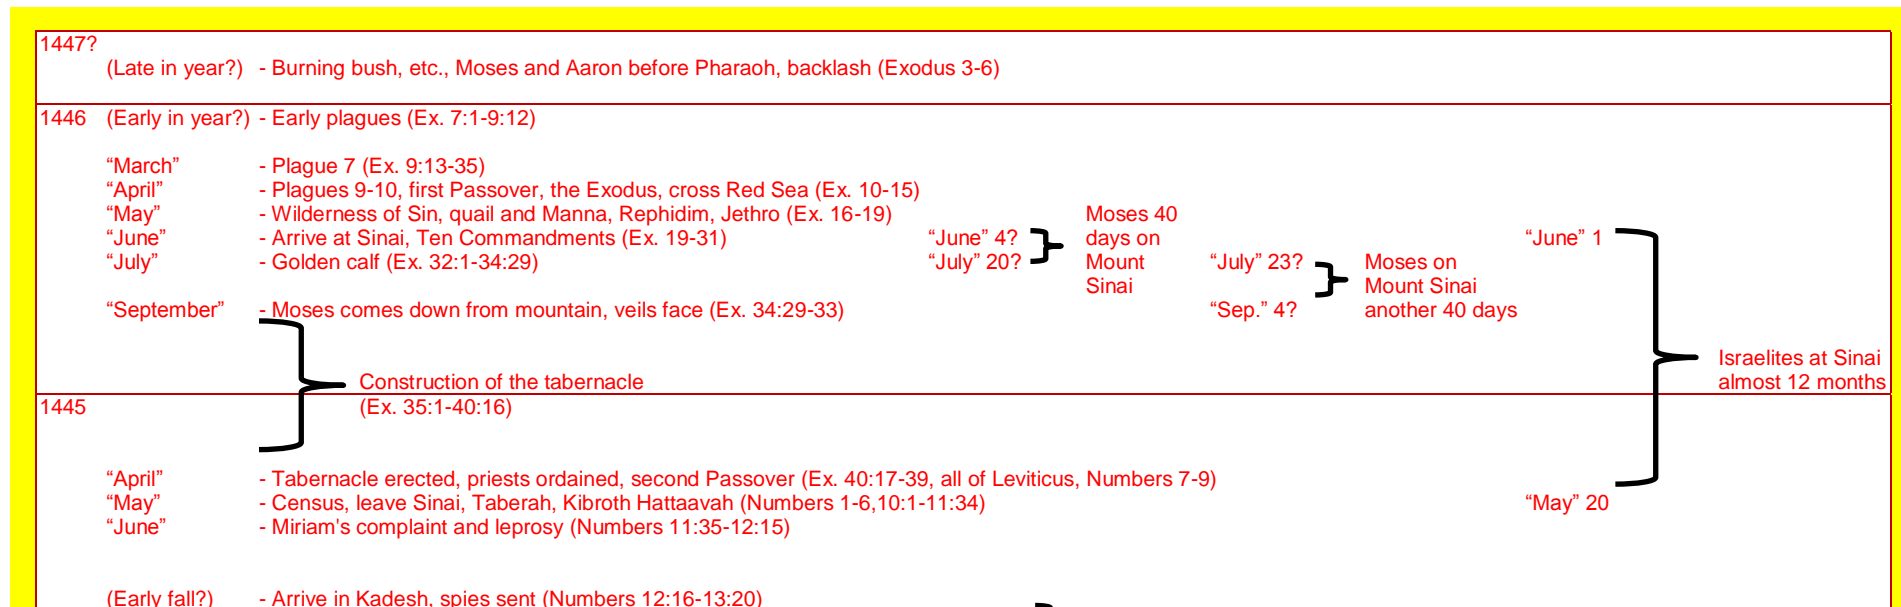 1447?
(Late in year?) - Burning bush, etc., Moses and Aaron before Pharaoh, backlash (Exodus 3-6)
1446 (Early in year?) - Early plagues (Ex. 7:1-9:12)
“March” - Plague 7 (Ex. 9:13-35)
“April” - Plagues 9-10, first Passover, the Exodus, cross Red Sea (Ex. 10-15)
“May” - Wilderness of Sin, quail and Manna, Rephidim, Jethro (Ex. 16-19) Moses 40
“June” - Arrive at Sinai, Ten Commandments (Ex. 19-31) “June” 4? days on “June” 1
“July” - Golden calf (Ex. 32:1-34:29) “July” 20? Mount “July” 23? Moses on
Sinai Mount Sinai
“September” - Moses comes down from mountain, veils face (Ex. 34:29-33) “Sep.” 4? another 40 days
Israelites at Sinai
Construction of the tabernacle almost 12 months
1445 (Ex. 35:1-40:16)
“April” - Tabernacle erected, priests ordained, second Passover (Ex. 40:17-39, all of Leviticus, Numbers 7-9)
“May” - Census, leave Sinai, Taberah, Kibroth Hattaavah (Numbers 1-6,10:1-11:34) “May” 20
“June” - Miriam's complaint and leprosy (Numbers 11:35-12:15)
(Early fall?) - Arrive in Kadesh, spies sent (Numbers 12:16-13:20)